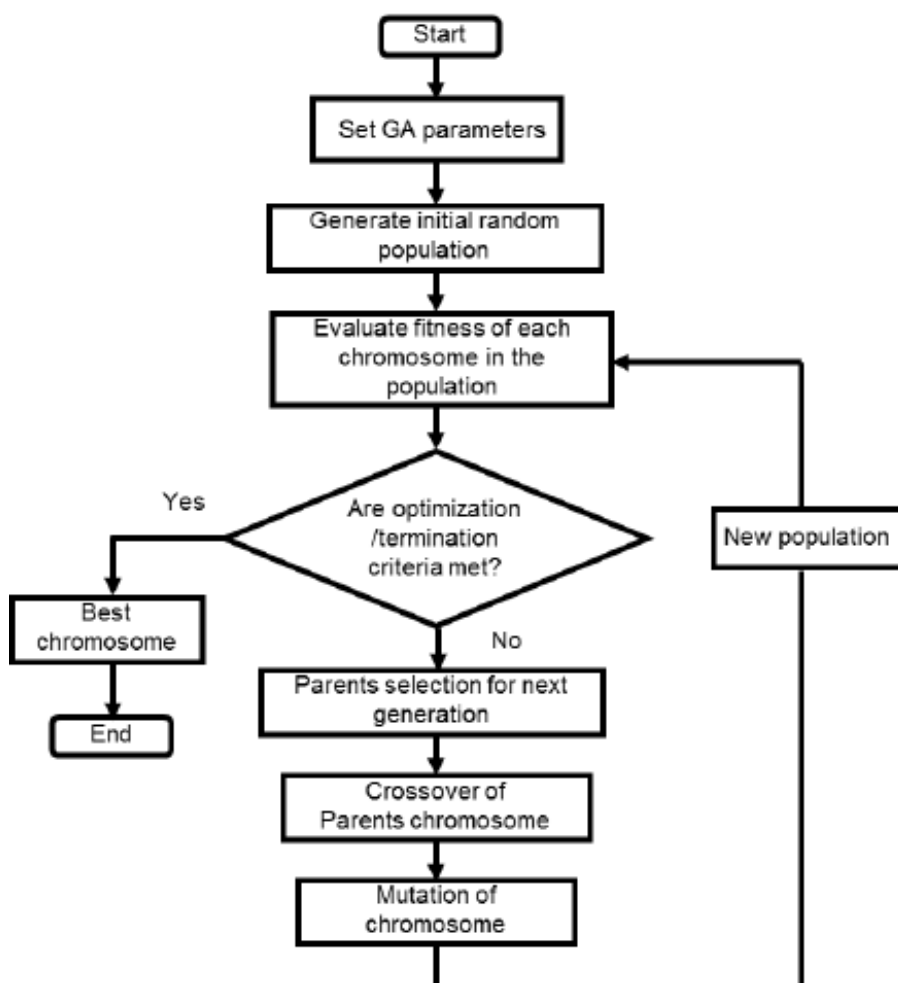 Start
Set GA parameters
Generate initial random
population
Evaluate fitness of each
chromosome in the
population
Yes
Are optimization
/termination
criteria met?
New population
Best
chromosome
No
Parents selection for next
generation
End
Crossover of
Parents chromosome
Mutation of
chromosome